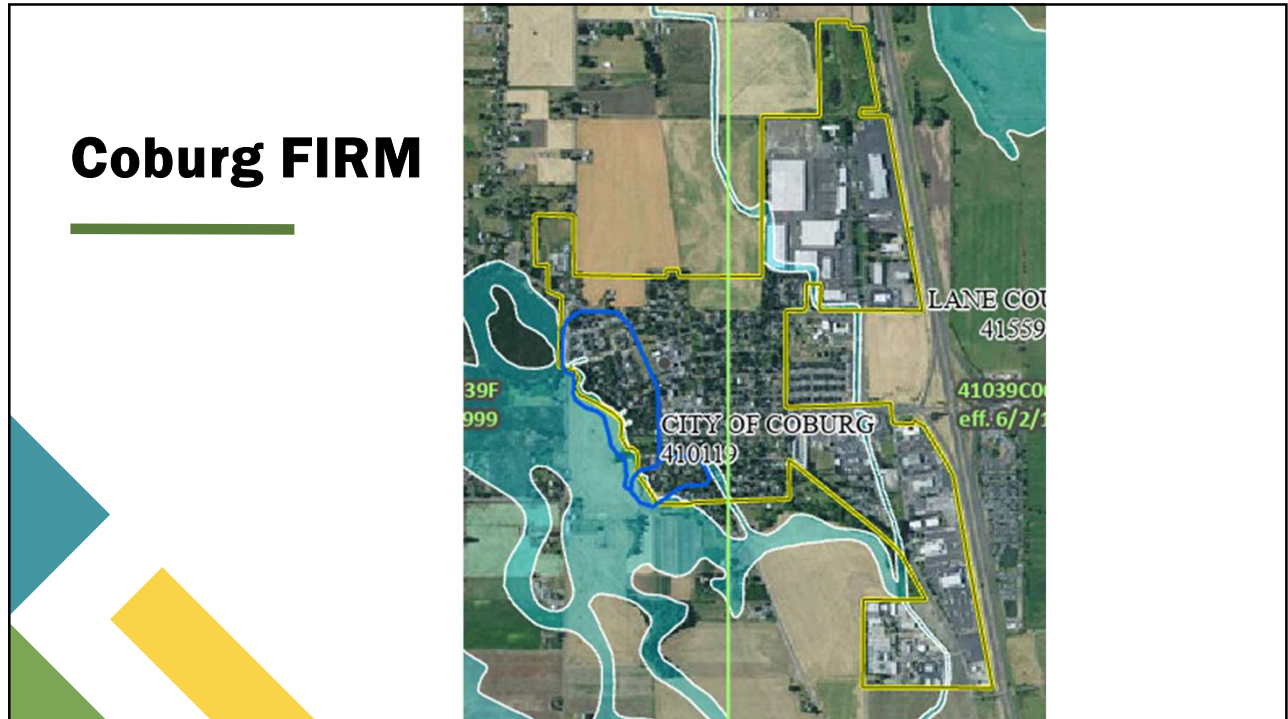 Coburg FIRM
LANE COU
41559
39F
999
41039C0
eff. 6/2/1
CITY OF COBURG
410119